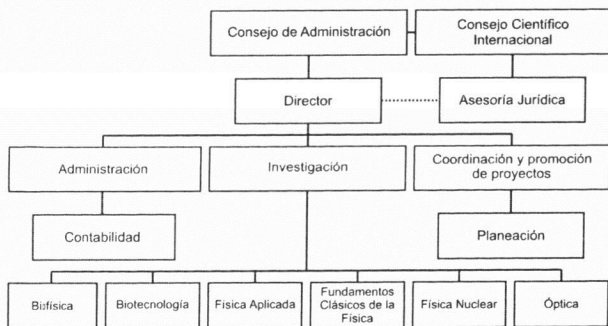 Consejo de Administración
Consejo Científico
Internacional
Director
Asesoría Jurídica
Administración
Investigación
Coordinación y promoción
de proyectos
Contabilidad
Planeación
Biofísica
Biotecnología
Física Aplicada
Fundamentos
Clásicos de la
Física
Física Nuclear
Óptica